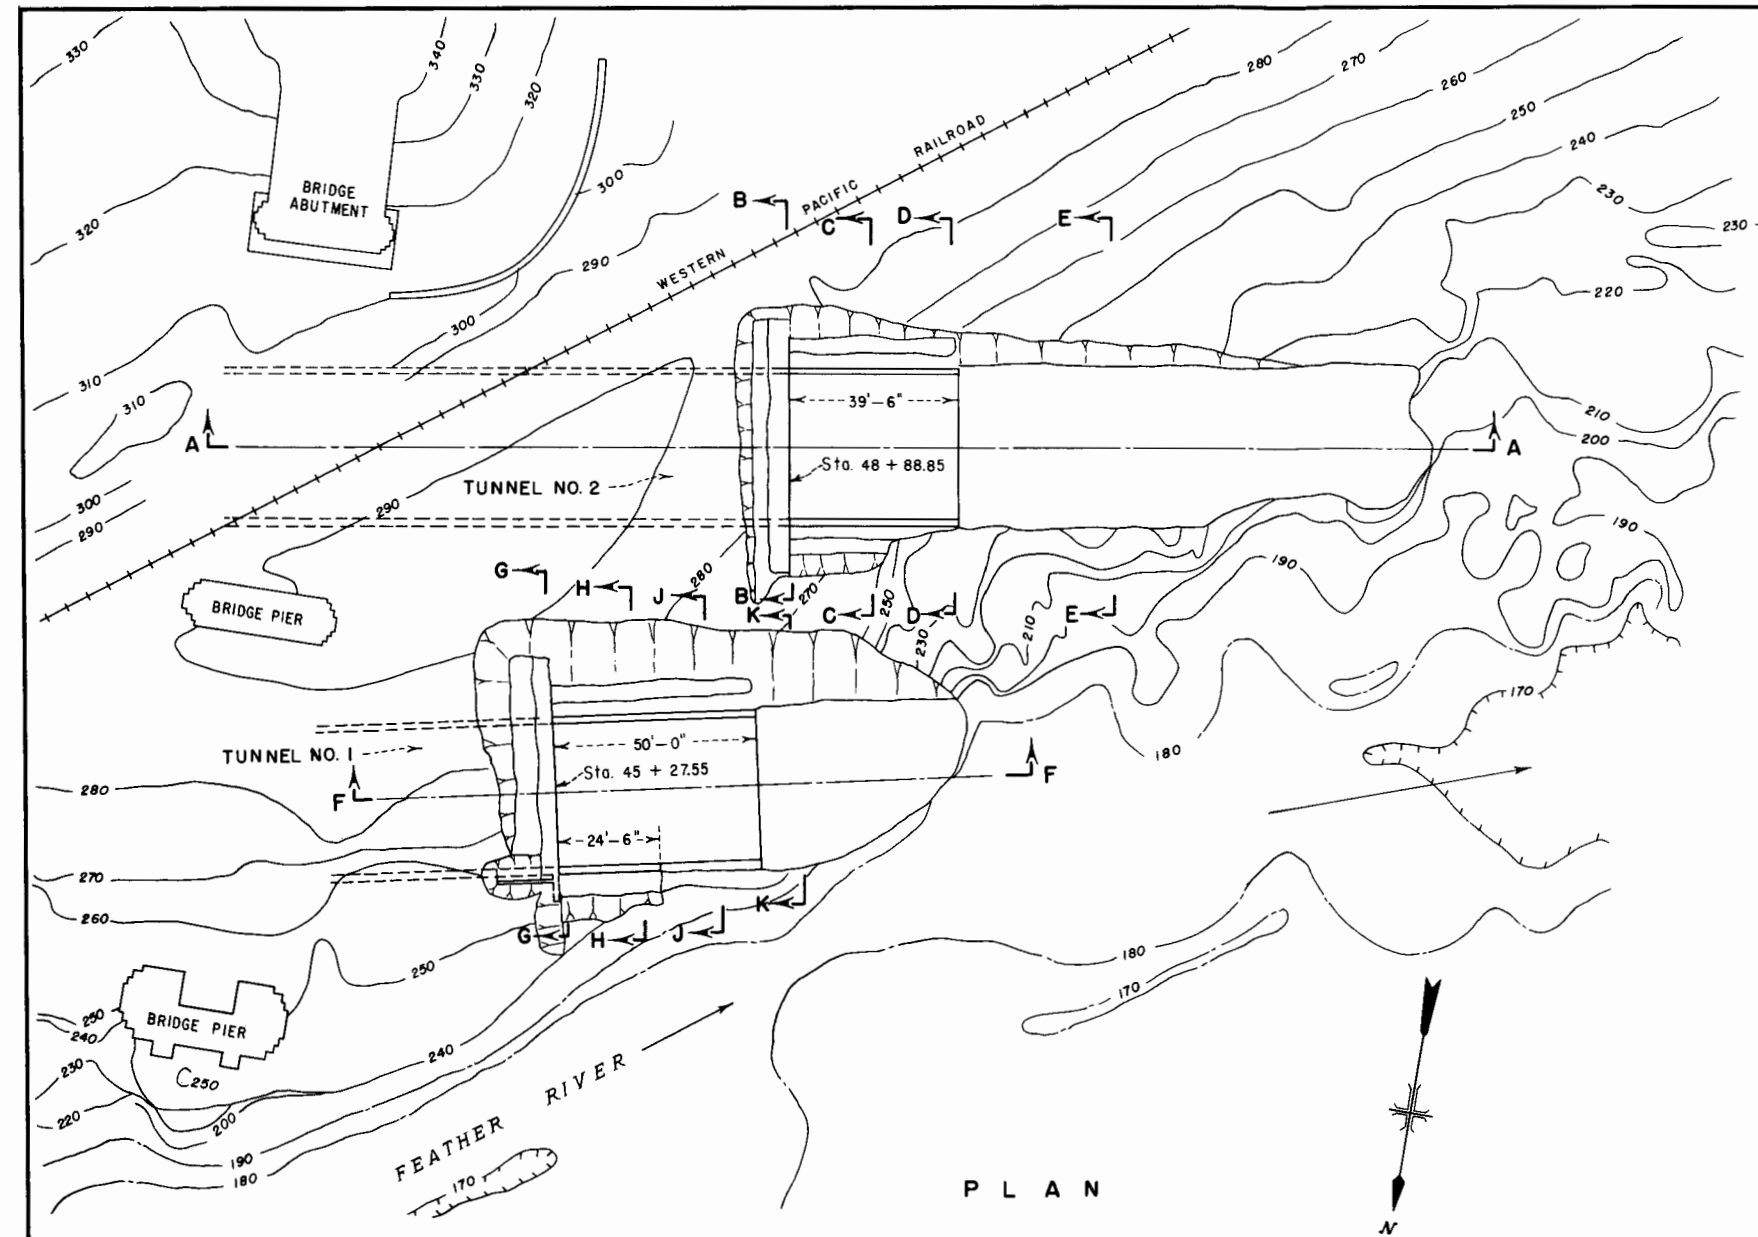 330
340
330
320
280
270
260
250
240
230
230
220
BRIDGE
ABUTMENT
300
RAILROAD
PACIFIC
WESTERN
B
C
D
E
320
290
300
310
310
39'-6"
210
200
A
A
Sta. 48 + 88.85
TUNNEL NO. 2
300
290
290
190
190
G
H
J
280
B
K
270
C
250
D
230
210
E
BRIDGE PIER
170
180
50'-0"
TUNNEL NO. 1
Sta. 45 + 27.55
F
F
280
24'-6"
270
260
K
G
H
J
250
180
170
250
240
BRIDGE PIER
230
C 250
240
220
200
190
180
FEATHER RIVER
170
PLAN
N